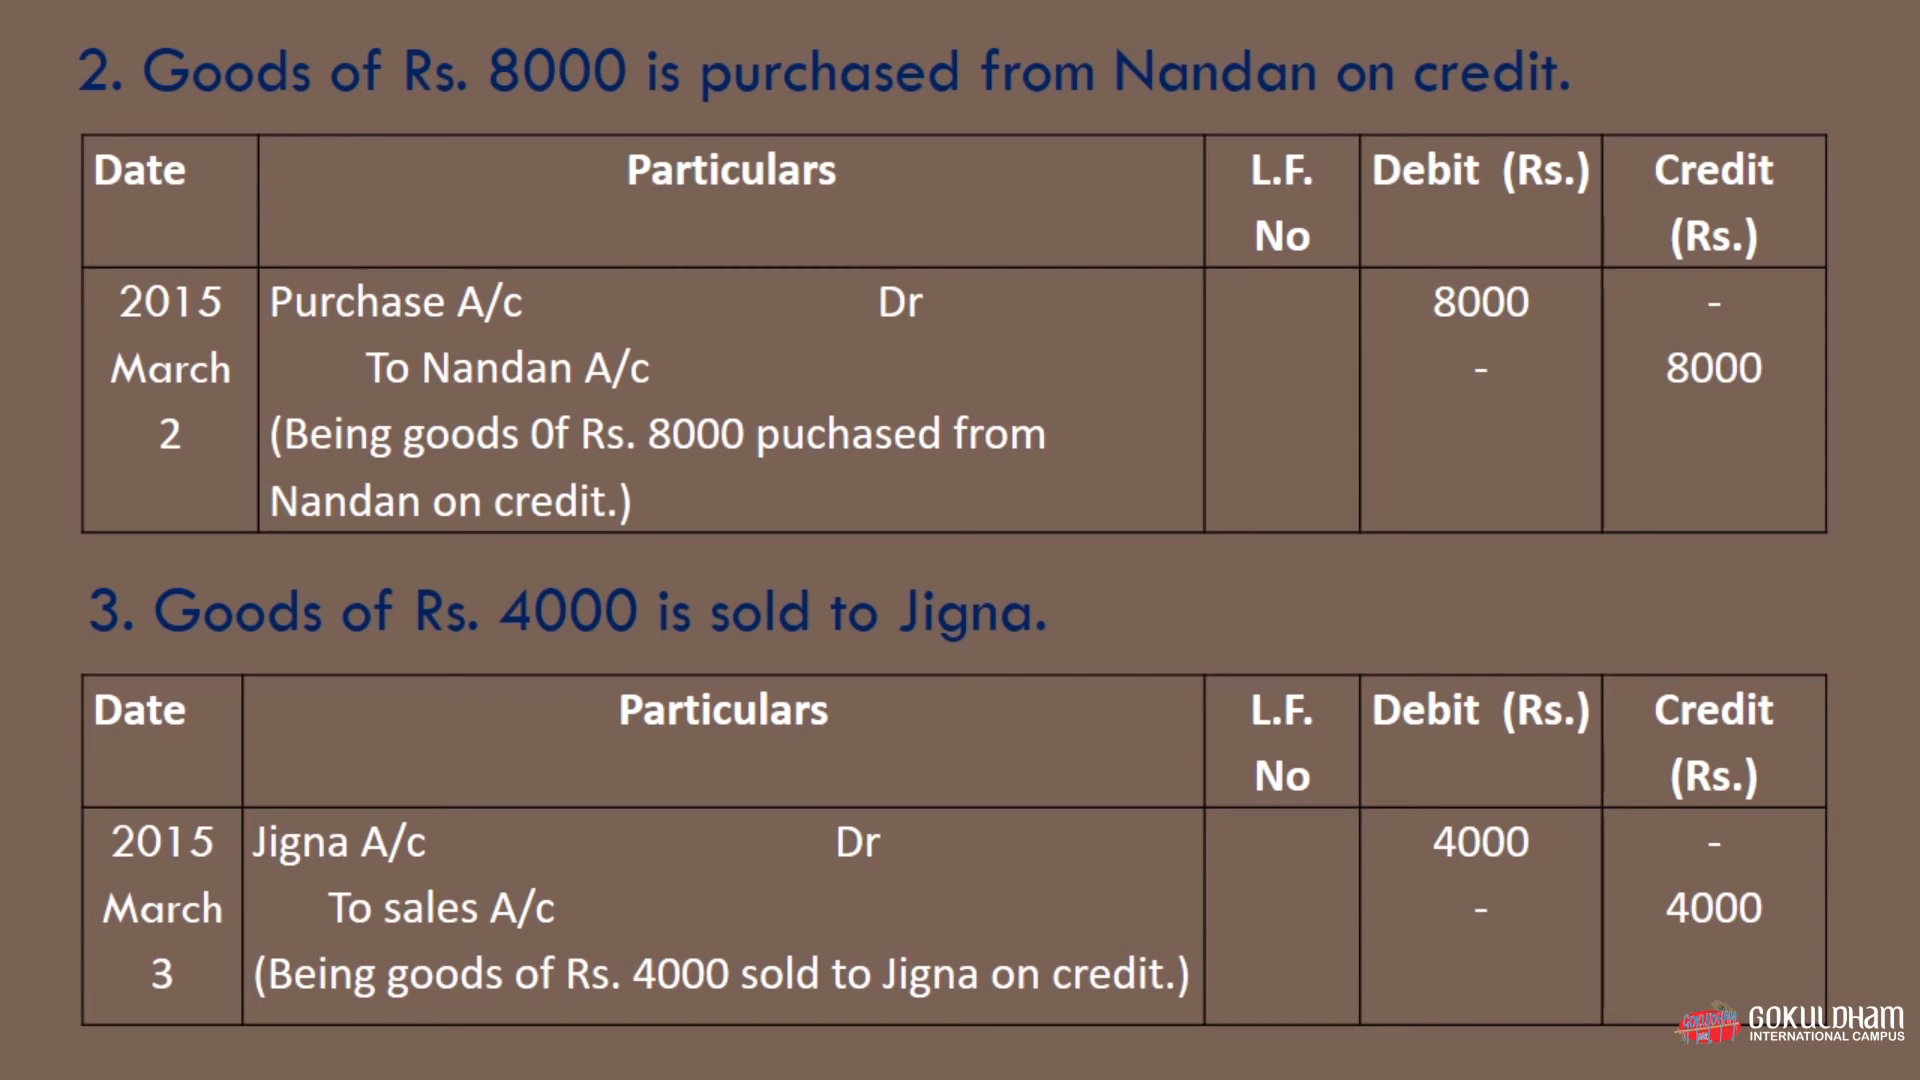 2. Goods of Rs. 8000 is purchased from Nandan on credit.
Date Particulars L.F. No Debit (Rs.) Credit (Rs.)
2015 Purchase A/c Dr 8000 -
March To Nandan A/c - 8000
2 (Being goods 0f Rs. 8000 puchased from
Nandan on credit.)
3. Goods of Rs. 4000 is sold to Jigna.
Date Particulars L.F. No Debit (Rs.) Credit (Rs.)
2015 Jigna A/c Dr 4000 -
March To sales A/c - 4000
3 (Being goods of Rs. 4000 sold to Jigna on credit.)
GOKULDHAM
INTERNATIONAL CAMPUS